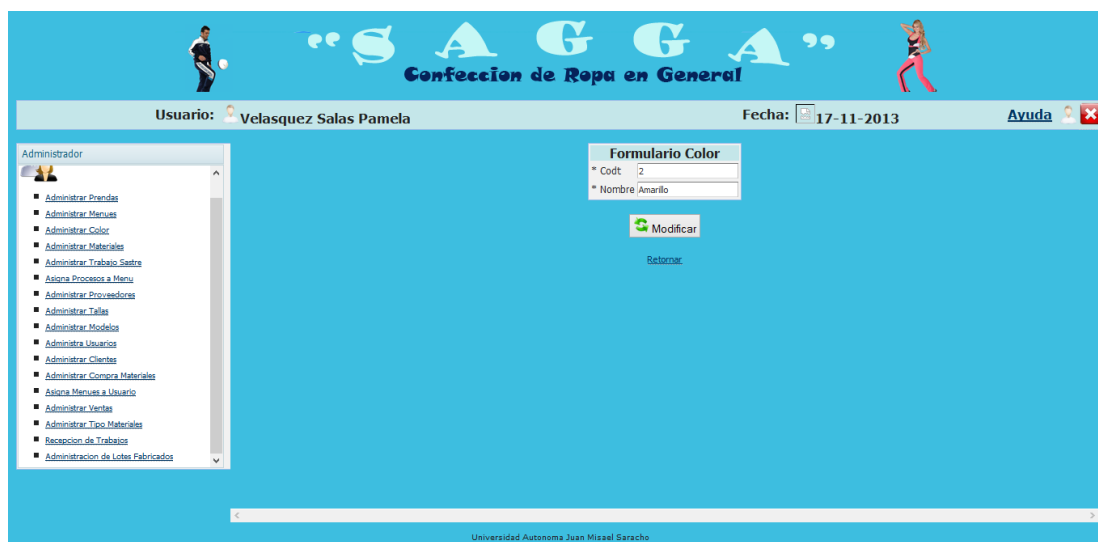 “S A G G A”
Confeccion de Ropa en General
Usuario: Velasquez Salas Pamela Fecha: 17-11-2013 Ayuda
Administrador
Administrar Prendas
Administrar Menues
Administrar Color
Administrar Materiales
Administrar Trabajo Sastre
Asigna Procesos a Menu
Administrar Proveedores
Administrar Tallas
Administrar Modelos
Administra Usuarios
Administrar Clientes
Administrar Compra Materiales
Asigna Menues a Usuario
Administrar Ventas
Administrar Tipo Materiales
Recepcion de Trabajos
Administracion de Lotes Fabricados
Formulario Color
* Codt 2
* Nombre Amarillo
Modificar
Retornar
Universidad Autonoma Juan Misael Saracho